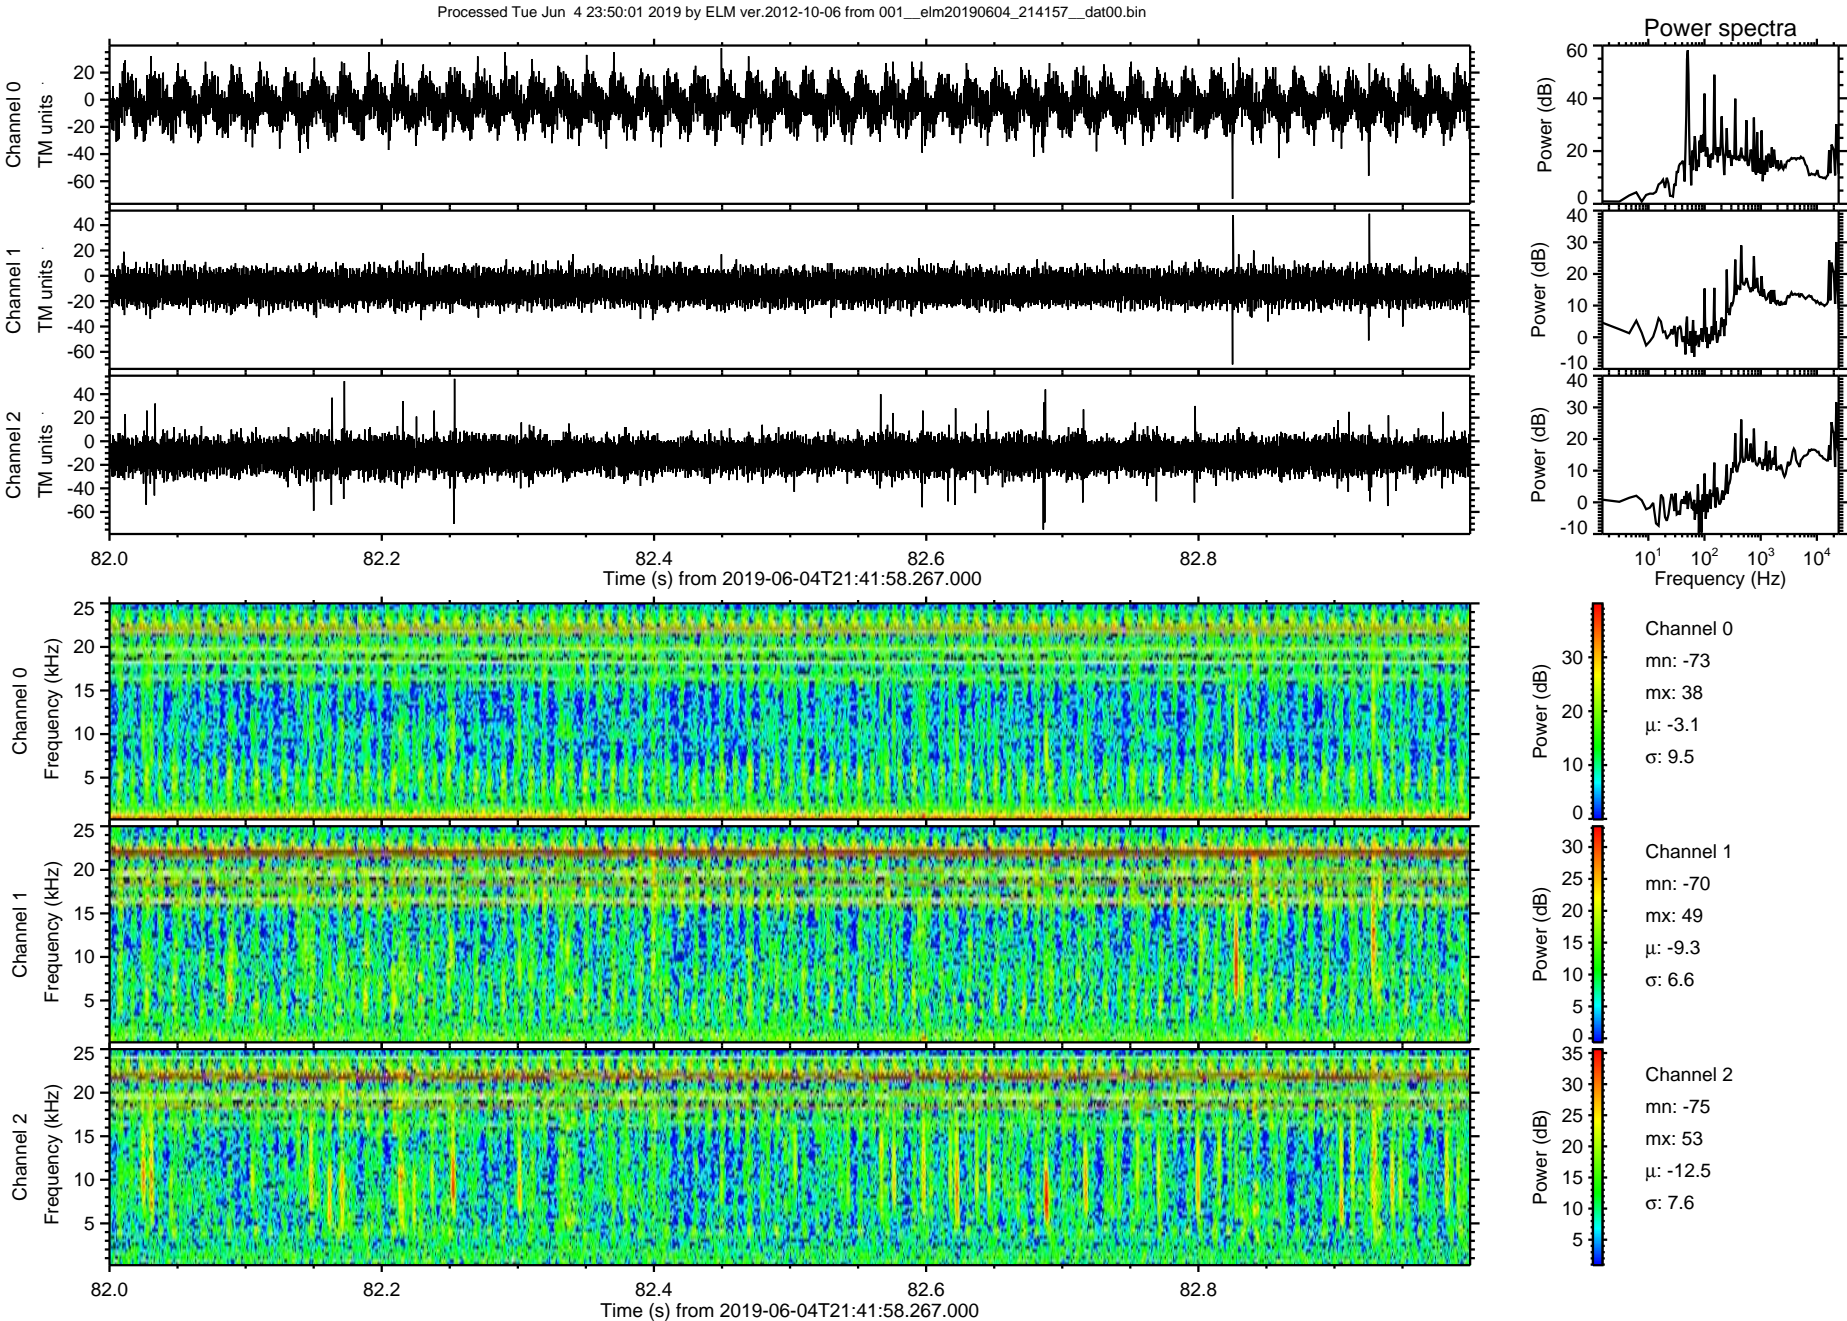 Processed Tue Jun  4 23:50:01 2019 by ELM ver.2012-10-06 from 001__elm20190604_214157__dat00.bin
Power spectra
Channel 0
TM units
20
0
-20
-40
-60
Power (dB)
60
40
20
0
Channel 1
TM units
40
20
0
-20
-40
-60
Power (dB)
40
30
20
10
0
-10
Channel 2
TM units
40
20
0
-20
-40
-60
Power (dB)
40
30
20
10
0
-10
82.0 82.2 82.4 82.6 82.8
Time (s) from 2019-06-04T21:41:58.267.000
10¹ 10² 10³ 10⁴
Frequency (Hz)
Channel 0
Frequency (kHz)
25
20
15
10
5
Power (dB)
30
20
10
0
Channel 0
mn: -73
mx: 38
μ: -3.1
σ: 9.5
Channel 1
Frequency (kHz)
25
20
15
10
5
Power (dB)
30
25
20
15
10
5
0
Channel 1
mn: -70
mx: 49
μ: -9.3
σ: 6.6
Channel 2
Frequency (kHz)
25
20
15
10
5
Power (dB)
35
30
25
20
15
10
5
Channel 2
mn: -75
mx: 53
μ: -12.5
σ: 7.6
82.0 82.2 82.4 82.6 82.8
Time (s) from 2019-06-04T21:41:58.267.000